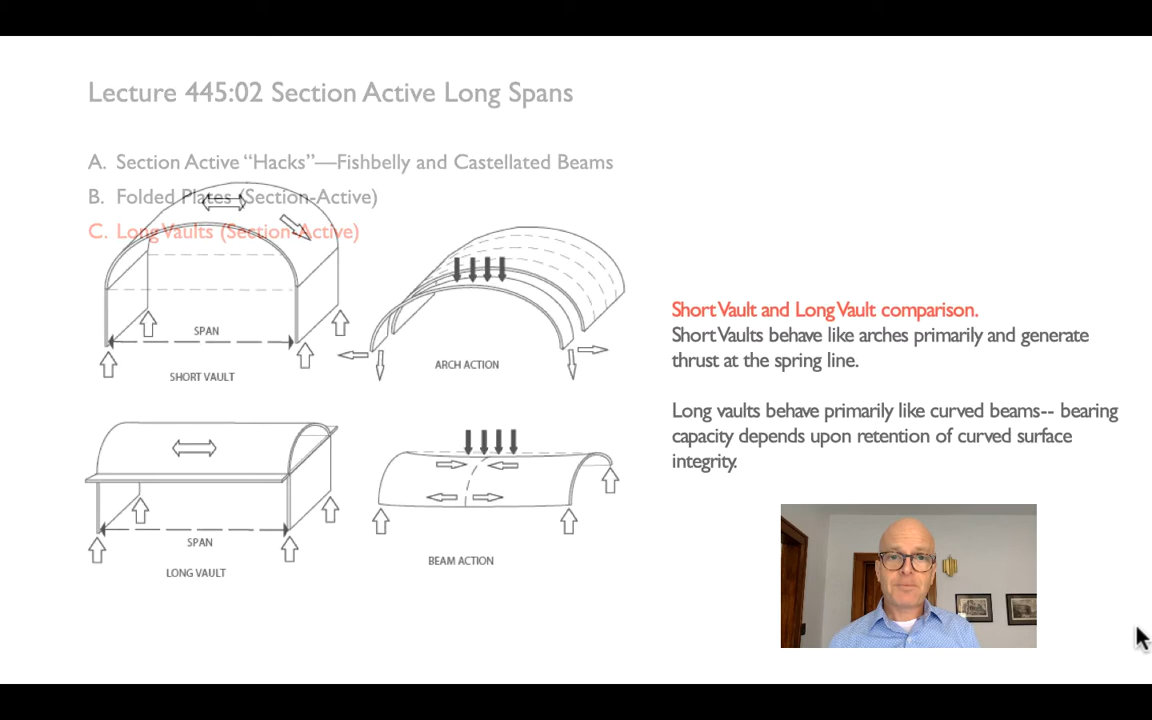 Lecture 445:02 Section Active Long Spans
A. Section Active “Hacks”—Fishbelly and Castellated Beams
B. Folded Plates (Section-Active)
C. Long Vaults (Section-Active)
SPAN
SHORT VAULT
ARCH ACTION
SPAN
LONG VAULT
BEAM ACTION
Short Vault and Long Vault comparison.
Short Vaults behave like arches primarily and generate
thrust at the spring line.
Long vaults behave primarily like curved beams-- bearing
capacity depends upon retention of curved surface
integrity.